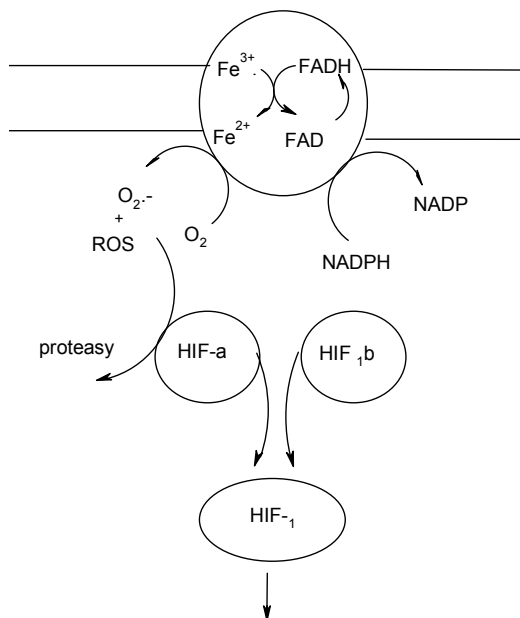 Fe3+. FADH
Fe2+ FAD
O2.-
+
ROS
O2
NADP
NADPH
proteasy
HIF-a
HIF 1b
HIF-1